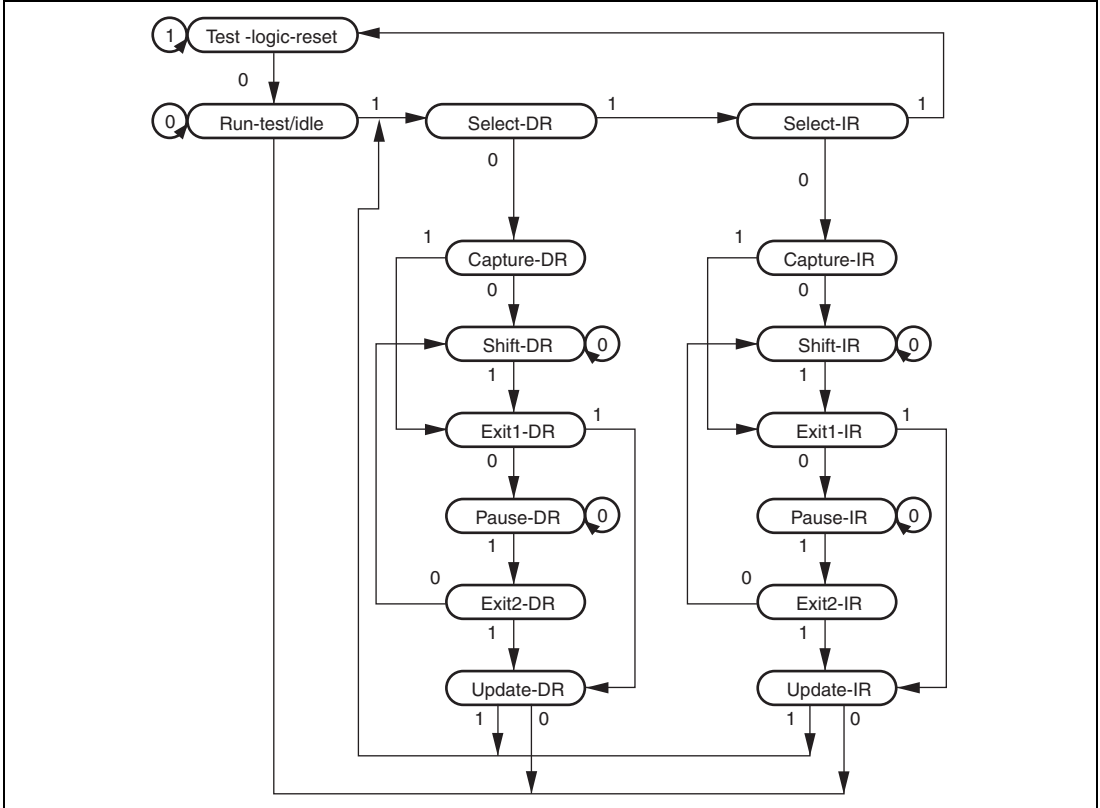 1 Test -logic-reset
0
0 Run-test/idle 1 Select-DR 1 Select-IR 1
0 0
1 1
Capture-DR Capture-IR
0 0
Shift-DR 0 Shift-IR 0
1 1
1 1
Exit1-DR Exit1-IR
0 0
Pause-DR 0 Pause-IR 0
1 1
0 0
Exit2-DR Exit2-IR
1 1
Update-DR Update-IR
1 0 1 0